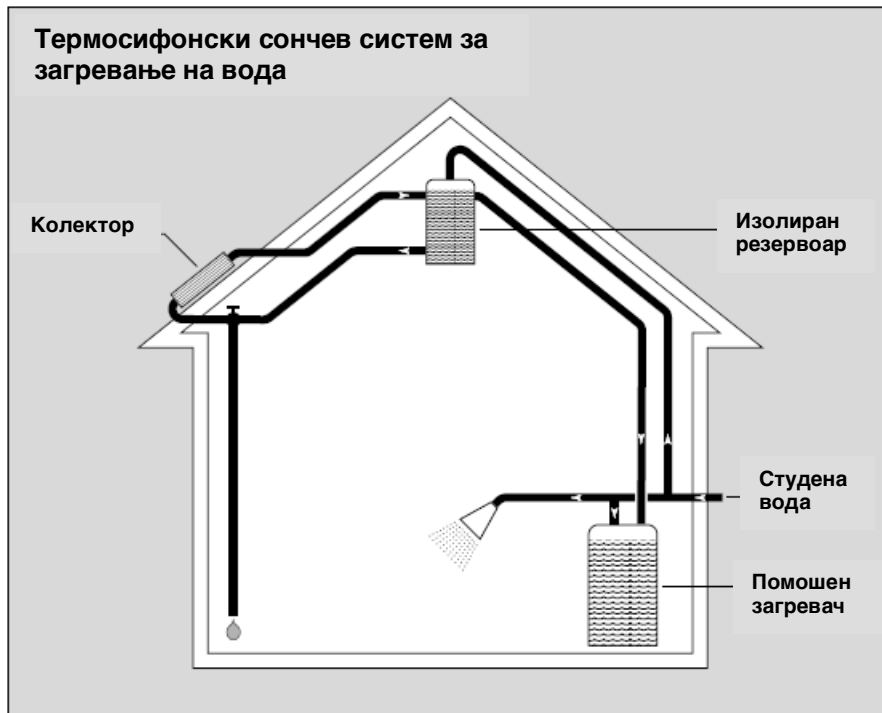 Термосифонски сончев систем за
загревање на вода
Колектор
Изолиран
резервоар
Студена
вода
Помошен
загревач